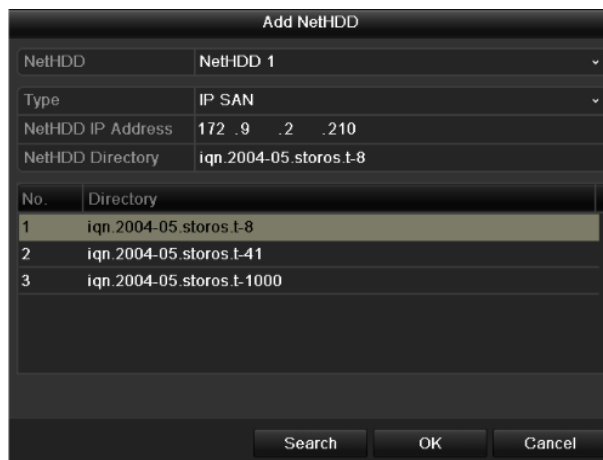 Add NetHDD
NetHDD NetHDD 1
Type IP SAN
NetHDD IP Address 172 .9 .2 .210
NetHDD Directory iqn.2004-05.storos.t-8
No. Directory
1 iqn.2004-05.storos.t-8
2 iqn.2004-05.storos.t-41
3 iqn.2004-05.storos.t-1000
Search OK Cancel